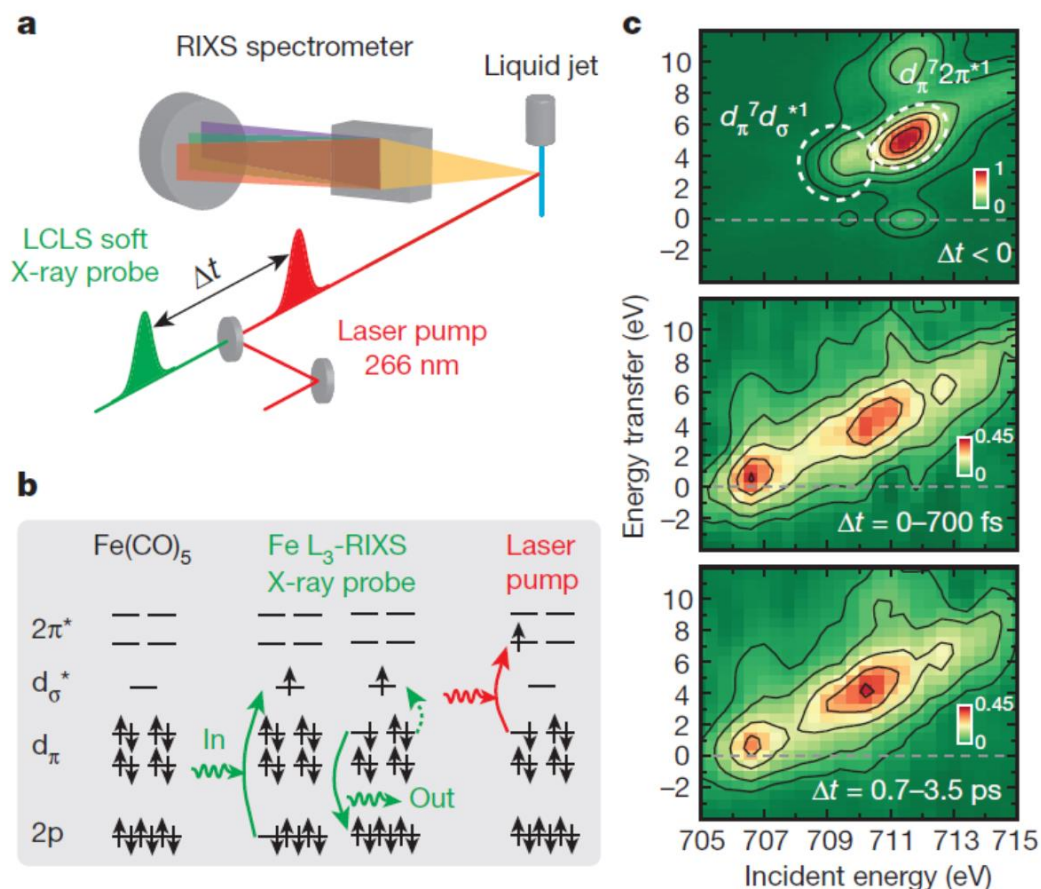 a
RIXS spectrometer
Liquid jet
LCLS soft
X-ray probe
Δt
Laser pump
266 nm
b
Fe(CO)₅
Fe L₃-RIXS
X-ray probe
Laser
pump
2π*
dσ*
dπ
2p
In
Out
c
dπ⁷2π*¹
dπ⁷dσ*¹
10
8
6
4
2
0
−2
1
0
Δt < 0
Energy transfer (eV)
10
8
6
4
2
0
−2
0.45
0
Δt = 0–700 fs
10
8
6
4
2
0
−2
0.45
0
Δt = 0.7–3.5 ps
705 707 709 711 713 715
Incident energy (eV)